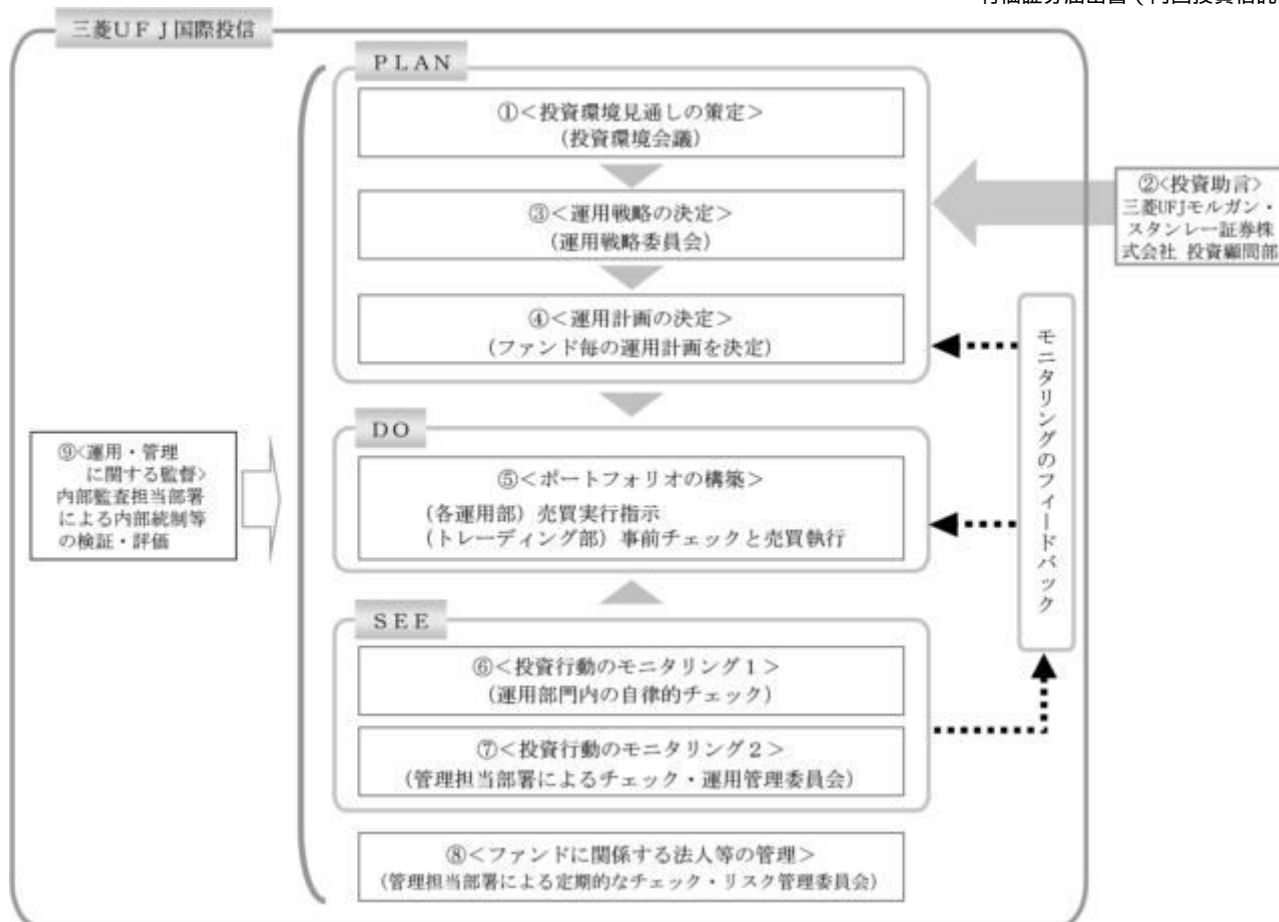 三菱UFJ国際投信
PLAN
①<投資環境見通しの策定>
(投資環境会議)
②<投資助言>
三菱UFJモルガン・
スタンレー証券株
式会社 投資顧問部
③<運用戦略の決定>
(運用戦略委員会)
④<運用計画の決定>
(ファンド毎の運用計画を決定)
モニタリングのフィードバック
DO
⑤<ポートフォリオの構築>
(各運用部) 売買実行指示
(トレーディング部) 事前チェックと売買執行
⑨<運用・管理
に関する監督>
内部監査担当部署
による内部統制等
の検証・評価
SEE
⑥<投資行動のモニタリング1>
(運用部門内の自律的チェック)
⑦<投資行動のモニタリング2>
(管理担当部署によるチェック・運用管理委員会)
⑧<ファンドに関係する法人等の管理>
(管理担当部署による定期的なチェック・リスク管理委員会)